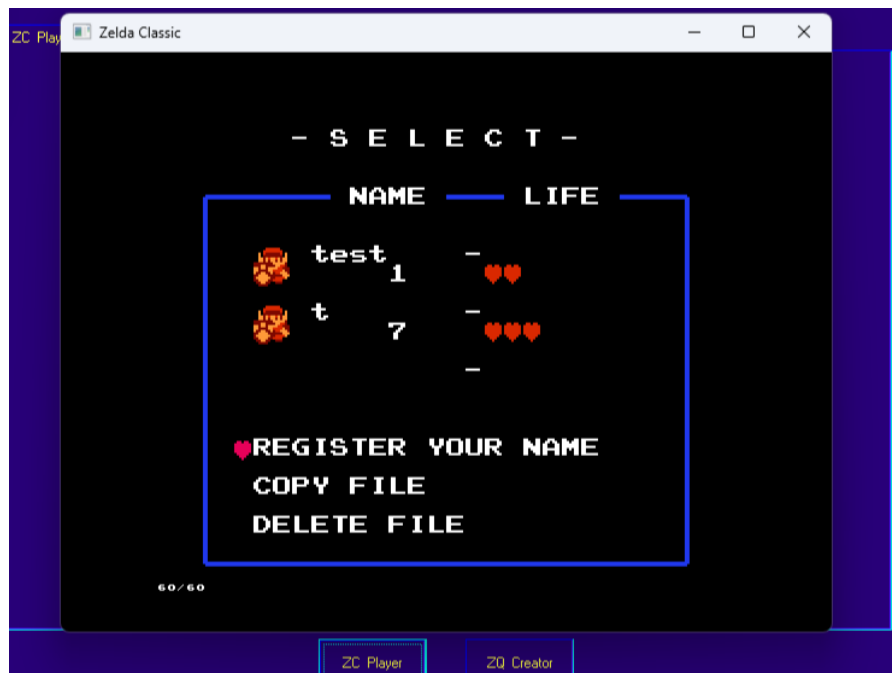 ZC Play
Zelda Classic
- S E L E C T -
NAME LIFE
test -
1
t -
7
-
REGISTER YOUR NAME
COPY FILE
DELETE FILE
60/60
ZC Player
ZQ Creator